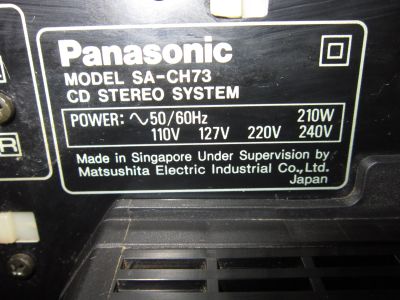 Panasonic
MODEL SA-CH73
CD STEREO SYSTEM
POWER: ∿50/60Hz 210W
110V 127V 220V 240V
Made in Singapore Under Supervision by
Matsushita Electric Industrial Co.,Ltd.
Japan
R